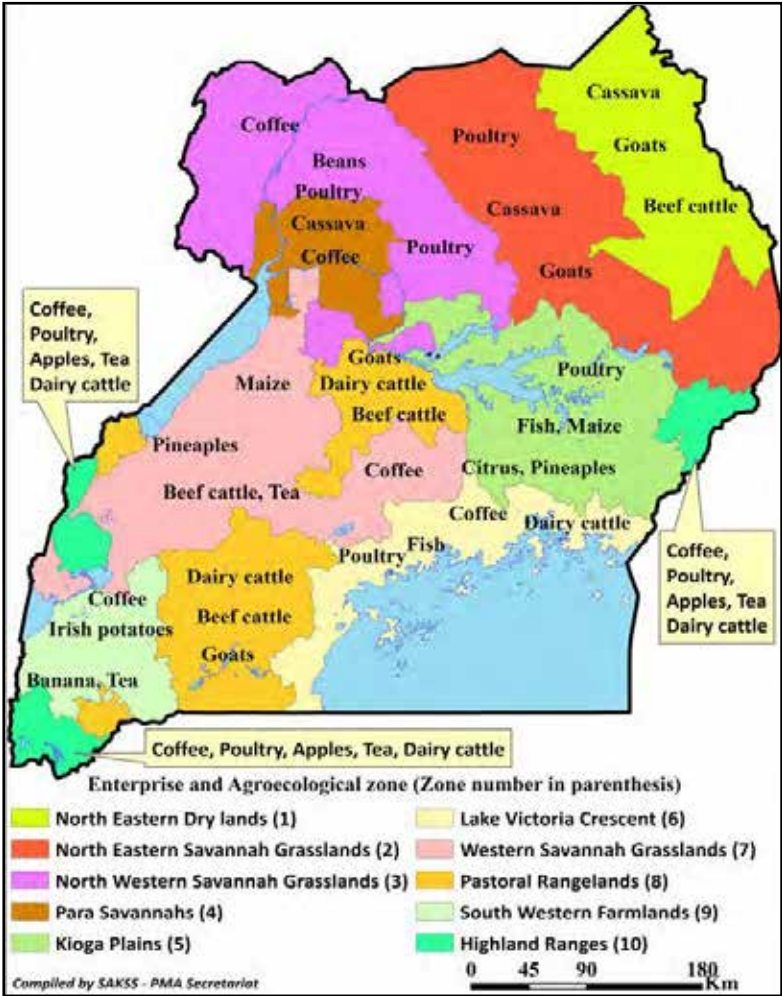 Cassava
Coffee
Poultry
Goats
Beans
Beef cattle
Poultry
Cassava
Cassava
Poultry
Coffee
Goats
Coffee,
Poultry,
Apples, Tea
Dairy cattle
Goats
Poultry
Maize
Dairy cattle
Beef cattle
Fish, Maize
Pineaples
Coffee
Citrus, Pineaples
Beef cattle, Tea
Coffee
Dairy cattle
Poultry
Fish
Coffee,
Poultry,
Apples, Tea
Dairy cattle
Dairy cattle
Coffee
Beef cattle
Irish potatoes
Goats
Banana, Tea
Coffee, Poultry, Apples, Tea, Dairy cattle
Enterprise and Agroecological zone (Zone number in parenthesis)
North Eastern Dry lands (1)
North Eastern Savannah Grasslands (2)
North Western Savannah Grasslands (3)
Para Savannahs (4)
Kioga Plains (5)
Lake Victoria Crescent (6)
Western Savannah Grasslands (7)
Pastoral Rangelands (8)
South Western Farmlands (9)
Highland Ranges (10)
Compiled by SAKSS - PMA Secretariat
0 45 90 180
Km